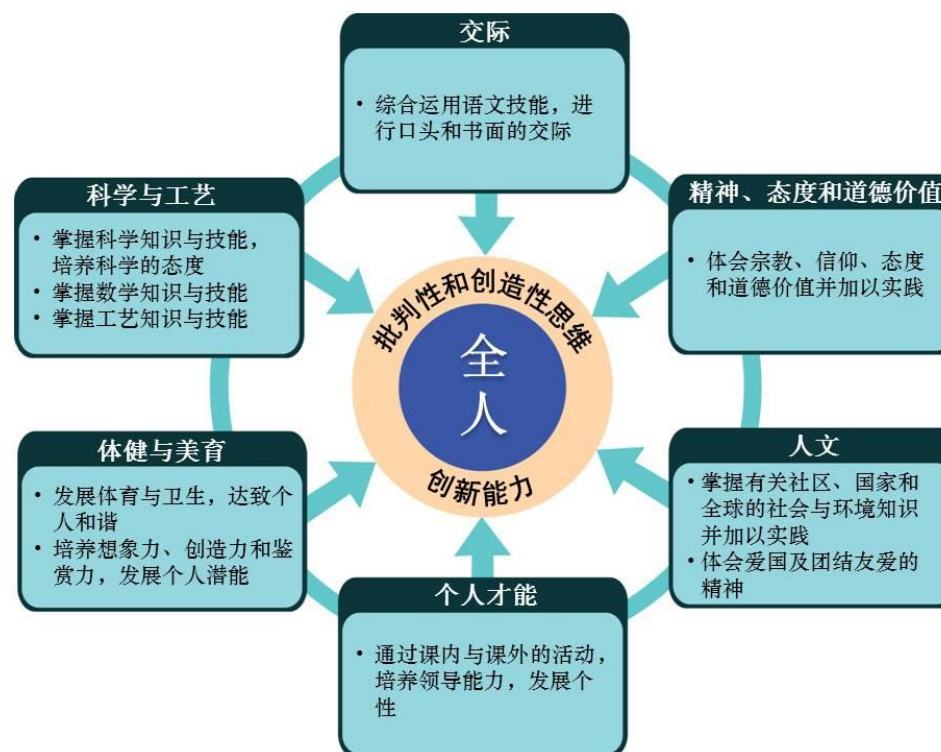 交际
• 综合运用语文技能，进
行口头和书面的交际
科学与工艺
• 掌握科学知识与技能，
培养科学的态度
• 掌握数学知识与技能
• 掌握工艺知识与技能
精神、态度和道德价值
• 体会宗教、信仰、态度
和道德价值并加以实践
批判性和创造性思维
全
人
创新能力
体健与美育
• 发展体育与卫生，达致个
人和谐
• 培养想象力、创造力和鉴
赏力，发展个人潜能
人文
• 掌握有关社区、国家和
全球的社会与环境知识
并加以实践
• 体会爱国及团结友爱的
精神
个人才能
• 通过课内与课外的活动，
培养领导能力，发展个
性